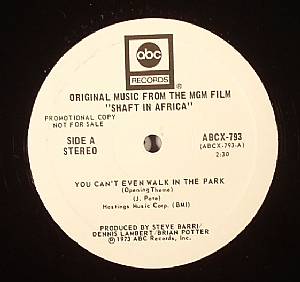 abc
RECORDS
ORIGINAL MUSIC FROM THE MGM FILM
"SHAFT IN AFRICA"
PROMOTIONAL COPY
NOT FOR SALE
SIDE A
STEREO
ABCX-793
(ABCX-793-A)
2:30
YOU CAN'T EVEN WALK IN THE PARK
(Opening Theme)
(J. Pate)
Hastings Music Corp. (BMI)
PRODUCED BY STEVE BARRI/
DENNIS LAMBERT/BRIAN POTTER
© 1973 ABC Records, Inc.